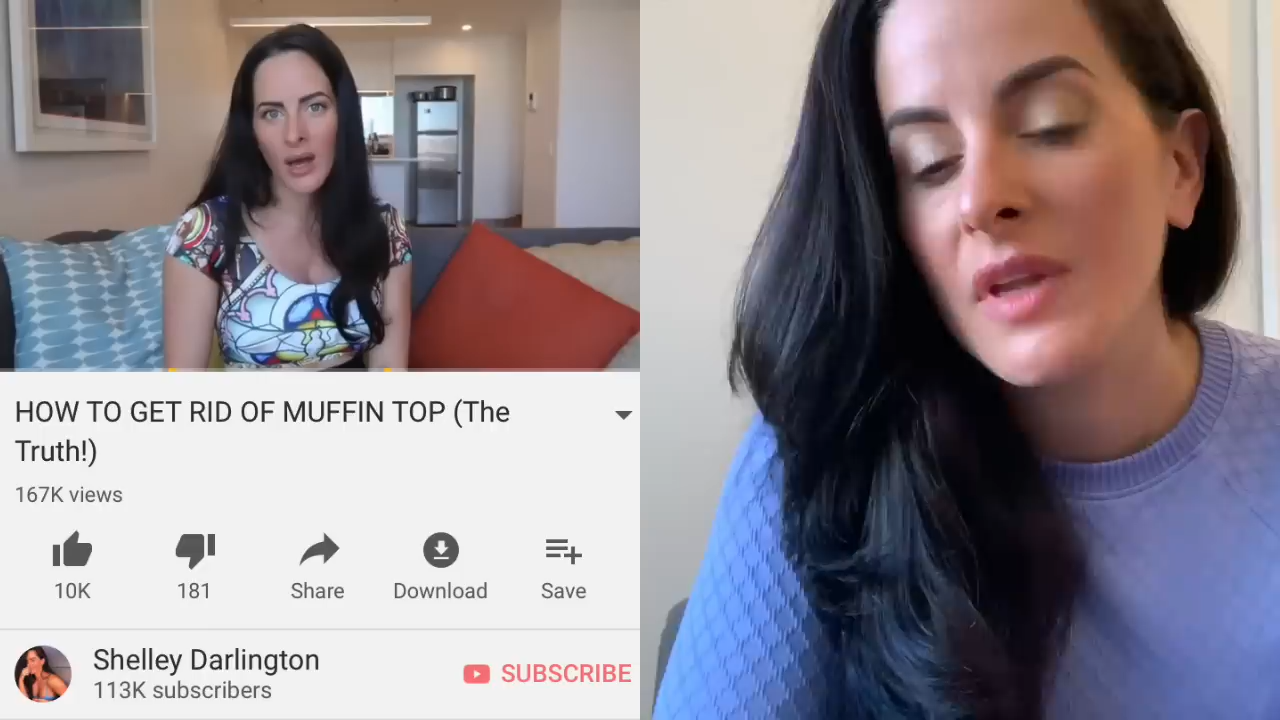 HOW TO GET RID OF MUFFIN TOP (The
Truth!)
167K views
10K
181
Share
Download
Save
Shelley Darlington
113K subscribers
SUBSCRIBE